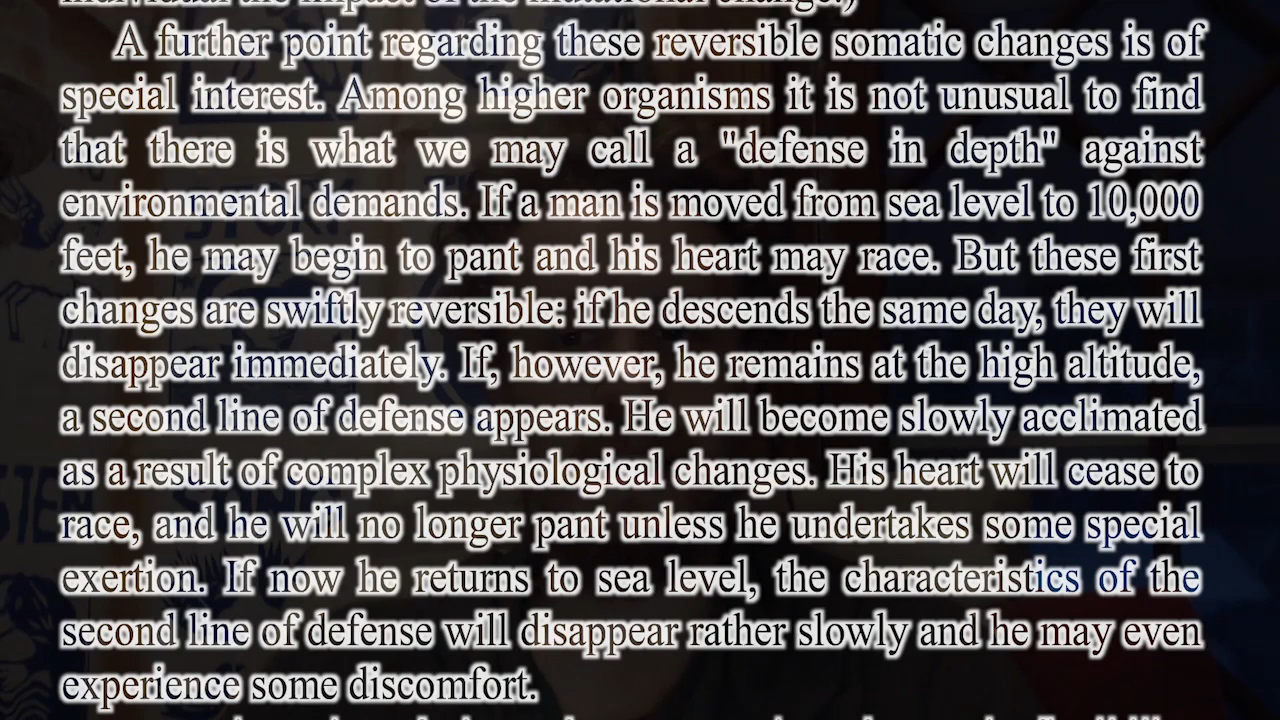 individual the impact of the mutational change.)
A further point regarding these reversible somatic changes is of
special interest. Among higher organisms it is not unusual to find
that there is what we may call a "defense in depth" against
environmental demands. If a man is moved from sea level to 10,000
feet, he may begin to pant and his heart may race. But these first
changes are swiftly reversible: if he descends the same day, they will
disappear immediately. If, however, he remains at the high altitude,
a second line of defense appears. He will become slowly acclimated
as a result of complex physiological changes. His heart will cease to
race, and he will no longer pant unless he undertakes some special
exertion. If now he returns to sea level, the characteristics of the
second line of defense will disappear rather slowly and he may even
experience some discomfort.